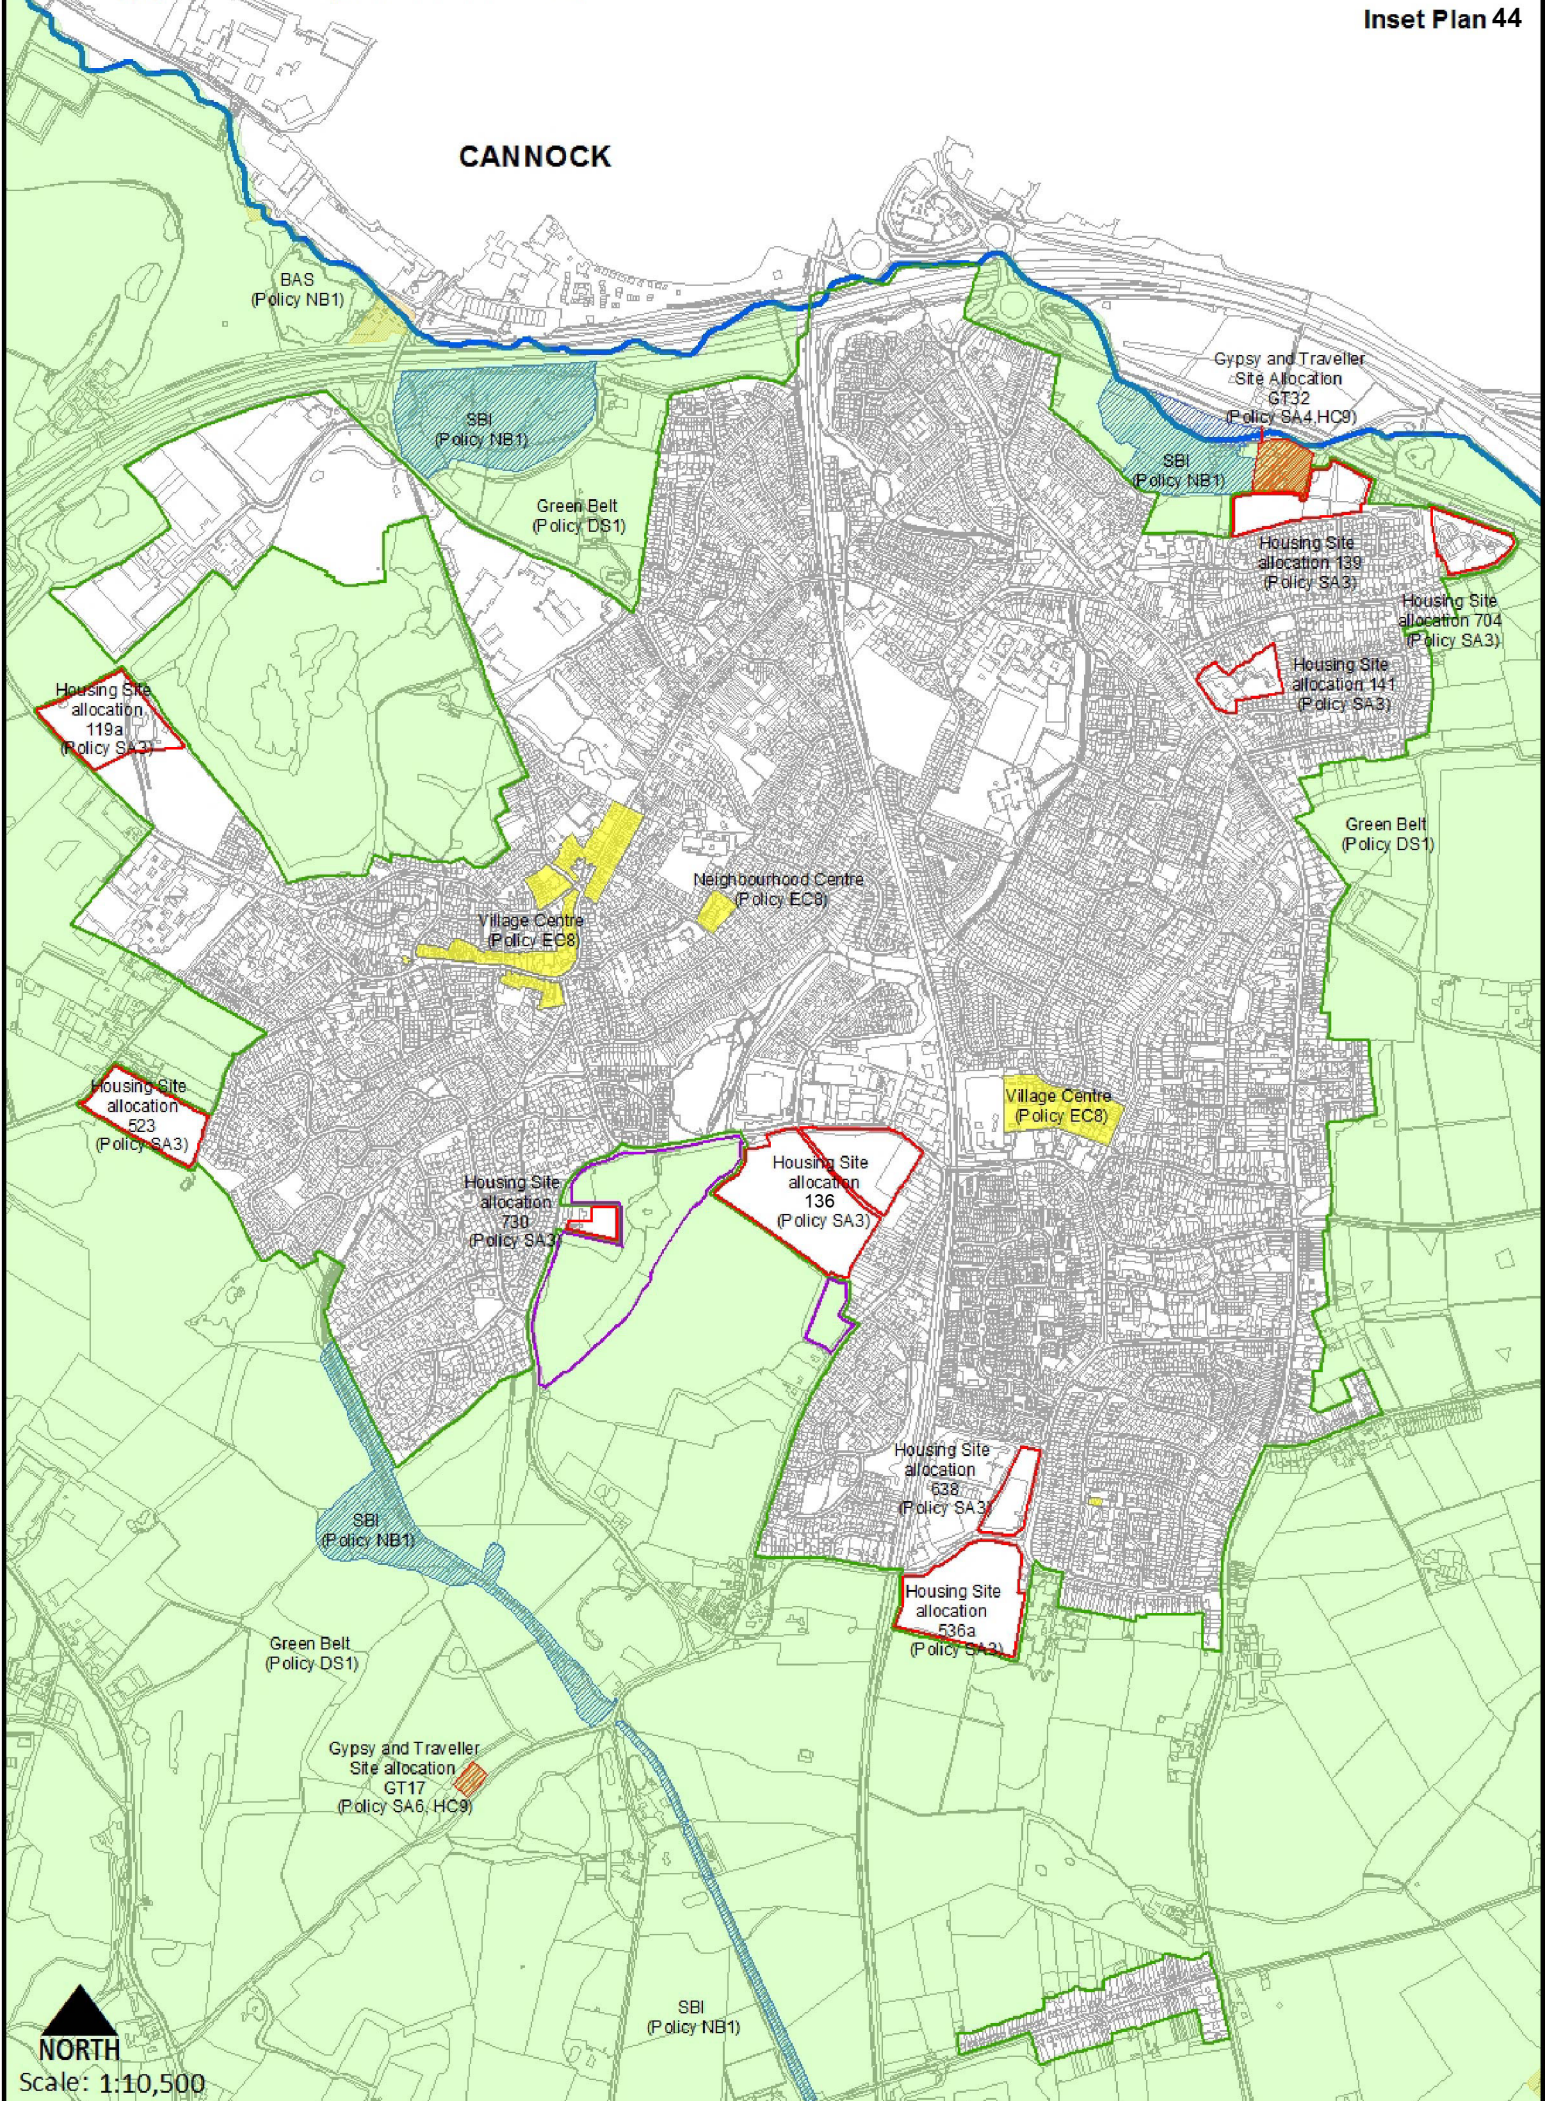 Inset Plan 44
CANNOCK
BAS
(Policy NB1)
Gypsy and Traveller
Site Allocation
GT32
(Policy SA4,HC9)
SBI
(Policy NB1)
SBI
(Policy NB1)
Green Belt
(Policy DS1)
Housing Site
allocation 139
(Policy SA3)
Housing Site
allocation 704
(Policy SA3)
Housing Site
allocation 141
(Policy SA3)
Housing Site
allocation
119a
(Policy SA3)
Green Belt
(Policy DS1)
Neighbourhood Centre
(Policy EC8)
Village Centre
(Policy EC8)
Housing Site
allocation
523
(Policy SA3)
Village Centre
(Policy EC8)
Housing Site
allocation
136
(Policy SA3)
Housing Site
allocation
730
(Policy SA3)
Housing Site
allocation
638
(Policy SA3)
SBI
(Policy NB1)
Housing Site
allocation
536a
(Policy SA3)
Green Belt
(Policy DS1)
Gypsy and Traveller
Site allocation
GT17
(Policy SA6, HC9)
SBI
(Policy NB1)
NORTH
Scale: 1:10,500